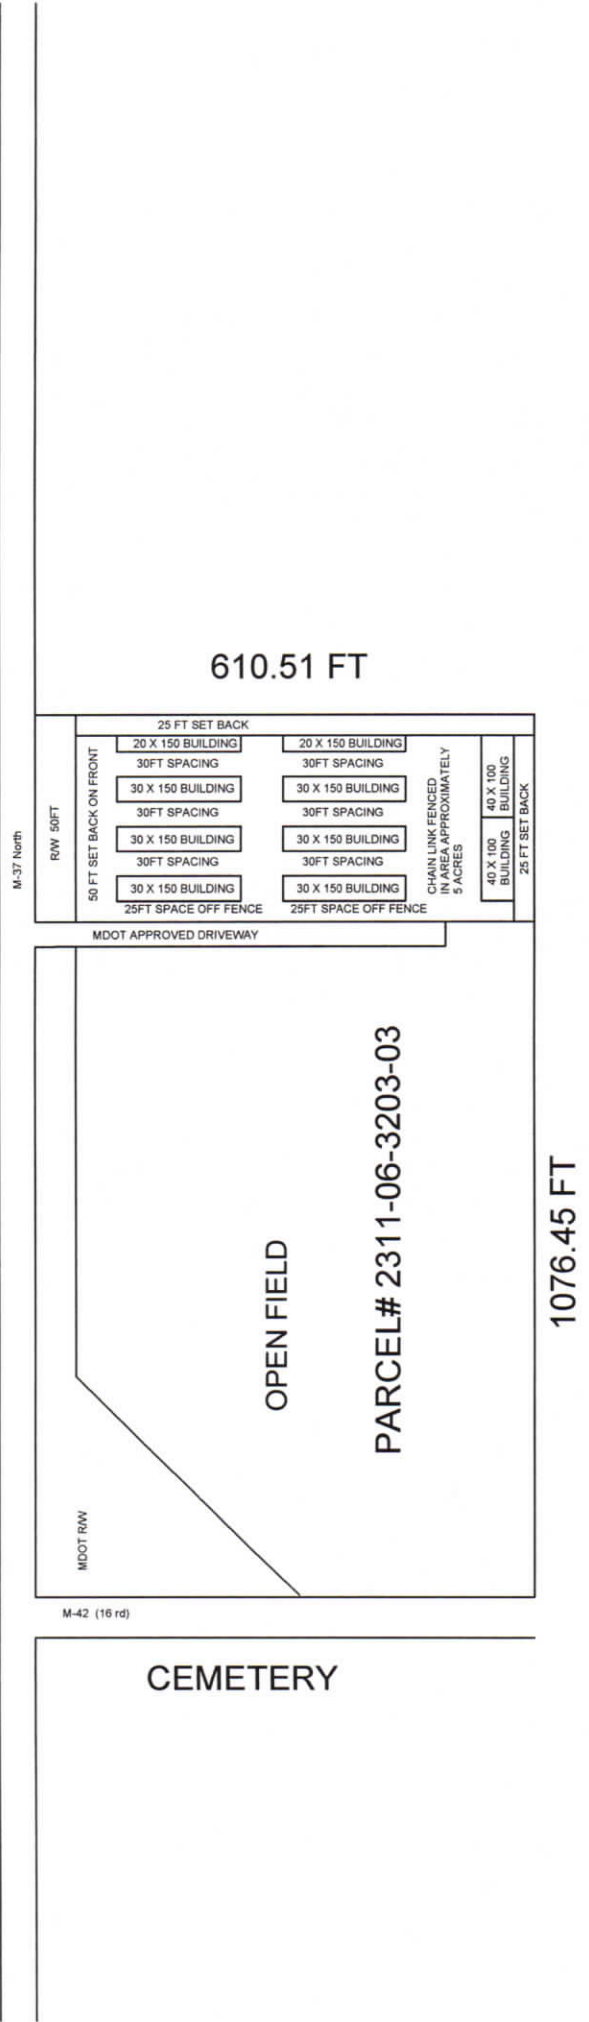 610.51 FT
M-37 North
R/W 50FT
25 FT SET BACK
50 FT SET BACK ON FRONT
20 X 150 BUILDING
20 X 150 BUILDING
30FT SPACING
30FT SPACING
30 X 150 BUILDING
30 X 150 BUILDING
30FT SPACING
30FT SPACING
30 X 150 BUILDING
30 X 150 BUILDING
30FT SPACING
30FT SPACING
30 X 150 BUILDING
30 X 150 BUILDING
25FT SPACE OFF FENCE
25FT SPACE OFF FENCE
CHAIN LINK FENCED
IN AREA APPROXIMATELY
5 ACRES
40 X 100
BUILDING
40 X 100
BUILDING
25 FT SET BACK
MDOT APPROVED DRIVEWAY
OPEN FIELD
PARCEL# 2311-06-3203-03
1076.45 FT
MDOT R/W
M-42 (16 rd)
CEMETERY